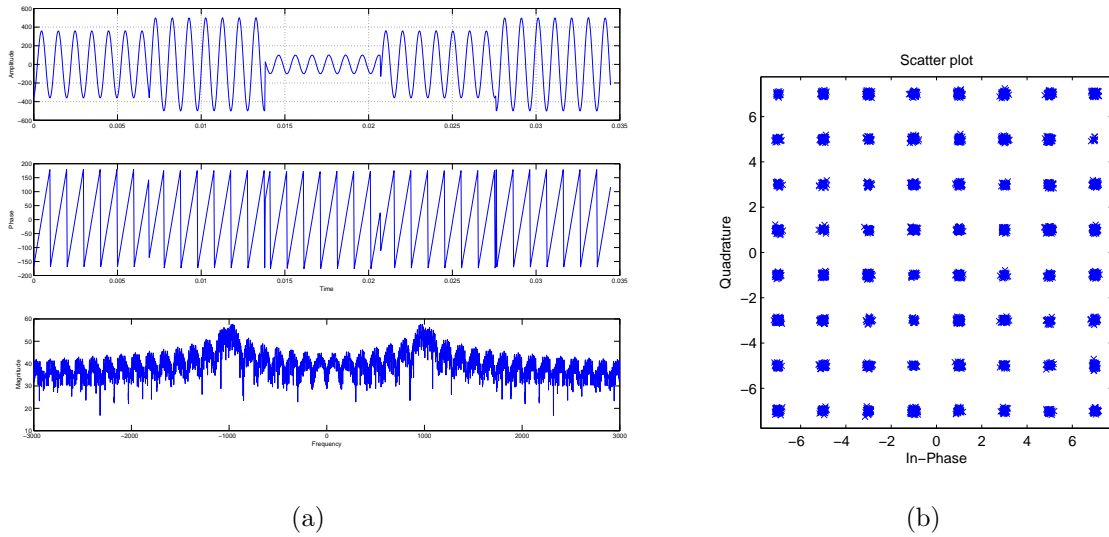 600
400
200
0
−200
−400
−600
Amplitude
0 0.005 0.01 0.015 0.02 0.025 0.03 0.035
200
150
100
50
0
−50
−100
−150
−200
Phase
0 0.005 0.01 0.015 0.02 0.025 0.03 0.035
Time
60
50
40
30
20
10
Magnitude
−3000 −2000 −1000 0 1000 2000 3000
Frequency
(a)
Scatter plot
6
4
2
0
−2
−4
−6
Quadrature
−6 −4 −2 0 2 4 6
In−Phase
(b)